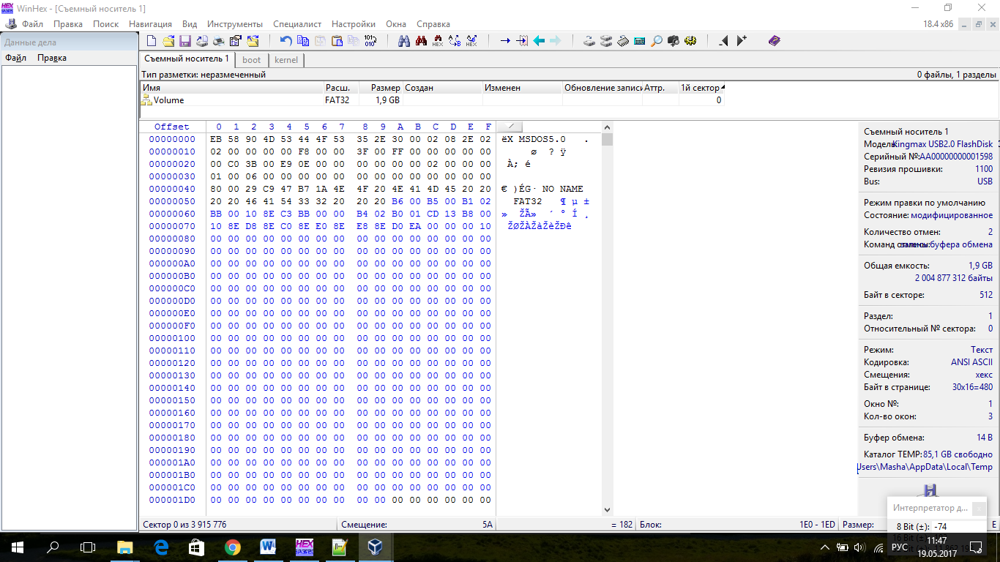 WinHex - [Съемный носитель 1]
Файл Правка Поиск Навигация Вид Инструменты Специалист Настройки Окна Справка 18.4 x86
Данные дела
Файл Правка
Съемный носитель 1 boot kernel
Тип разметки: неразмеченный 0 файлы, 1 разделы
Имя Расш. Размер Создан Изменен Обновление записи Аттр. 1й сектор
Volume FAT32 1,9 GB 0
Offset 0 1 2 3 4 5 6 7 8 9 A B C D E F
00000000 EB 58 90 4D 53 44 4F 53 35 2E 30 00 02 08 2E 02 ëX MSDOS5.0 .
00000010 02 00 00 00 00 F8 00 00 3F 00 FF 00 00 00 00 00 ø ? ÿ
00000020 00 C0 3B 00 E9 0E 00 00 00 00 00 00 02 00 00 00 À; é
00000030 01 00 06 00 00 00 00 00 00 00 00 00 00 00 00 00
00000040 80 00 29 C9 47 B7 1A 4E 4F 20 4E 41 4D 45 20 20 € )ÉG· NO NAME
00000050 20 20 46 41 54 33 32 20 20 20 B6 00 B5 00 B1 02 FAT32 ¶ µ ±
00000060 BB 00 10 8E C3 BB 00 00 B4 02 B0 01 CD 13 B8 00 » ŽÃ» ´ ° Í ¸
00000070 10 8E D8 8E C0 8E E0 8E E8 8E D0 EA 00 00 00 10 ŽØŽÀŽàŽèŽÐê
00000080 00 00 00 00 00 00 00 00 00 00 00 00 00 00 00 00
00000090 00 00 00 00 00 00 00 00 00 00 00 00 00 00 00 00
000000A0 00 00 00 00 00 00 00 00 00 00 00 00 00 00 00 00
000000B0 00 00 00 00 00 00 00 00 00 00 00 00 00 00 00 00
000000C0 00 00 00 00 00 00 00 00 00 00 00 00 00 00 00 00
000000D0 00 00 00 00 00 00 00 00 00 00 00 00 00 00 00 00
000000E0 00 00 00 00 00 00 00 00 00 00 00 00 00 00 00 00
000000F0 00 00 00 00 00 00 00 00 00 00 00 00 00 00 00 00
00000100 00 00 00 00 00 00 00 00 00 00 00 00 00 00 00 00
00000110 00 00 00 00 00 00 00 00 00 00 00 00 00 00 00 00
00000120 00 00 00 00 00 00 00 00 00 00 00 00 00 00 00 00
00000130 00 00 00 00 00 00 00 00 00 00 00 00 00 00 00 00
00000140 00 00 00 00 00 00 00 00 00 00 00 00 00 00 00 00
00000150 00 00 00 00 00 00 00 00 00 00 00 00 00 00 00 00
00000160 00 00 00 00 00 00 00 00 00 00 00 00 00 00 00 00
00000170 00 00 00 00 00 00 00 00 00 00 00 00 00 00 00 00
00000180 00 00 00 00 00 00 00 00 00 00 00 00 00 00 00 00
00000190 00 00 00 00 00 00 00 00 00 00 00 00 00 00 00 00
000001A0 00 00 00 00 00 00 00 00 00 00 00 00 00 00 00 00
000001B0 00 00 00 00 00 00 00 00 00 00 00 00 00 00 00 00
000001C0 00 00 00 00 00 00 00 00 00 00 00 00 00 00 00 00
000001D0 00 00 00 00 00 00 00 00 00 00 00 00 00 00 00 00
Съемный носитель 1
Kingmax USB2.0 FlashDisk
Серийный №:AA00000000001598
Ревизия прошивки: 1100
Bus: USB
Режим правки по умолчанию
Состояние: модифицированное
Количество отмен: 2
Команд буфера обмена
Общая емкость: 1,9 GB
2 004 877 312 байты
Байт в секторе: 512
Раздел: 1
Относительный № сектора: 0
Режим: Текст
Кодировка: ANSI ASCII
Смещения: хекс
Байт в странице: 30x16=480
Окно №: 1
Кол-во окон: 3
Буфер обмена: 14 B
Каталог TEMP: 85,1 GB свободно
Users\Masha\AppData\Local\Temp
Интерпретатор д...
8 Bit (±): -74
16 Bit (±):
Сектор 0 из 3 915 776 Смещение: 5A = 182 Блок: 1E0 - 1ED Размер: E
РУС 11:47
19.05.2017